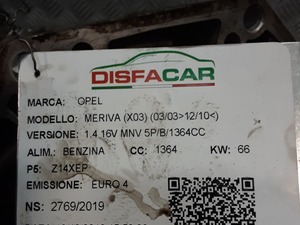 DISFACAR
MARCA: OPEL
MODELLO: MERIVA (X03) (03/03>12/10<)
VERSIONE: 1.4 16V MNV 5P/B/1364CC
ALIM.: BENZINA CC: 1364 KW: 66
P5: Z14XEP
EMISSIONE: EURO 4
NS: 2769/2019